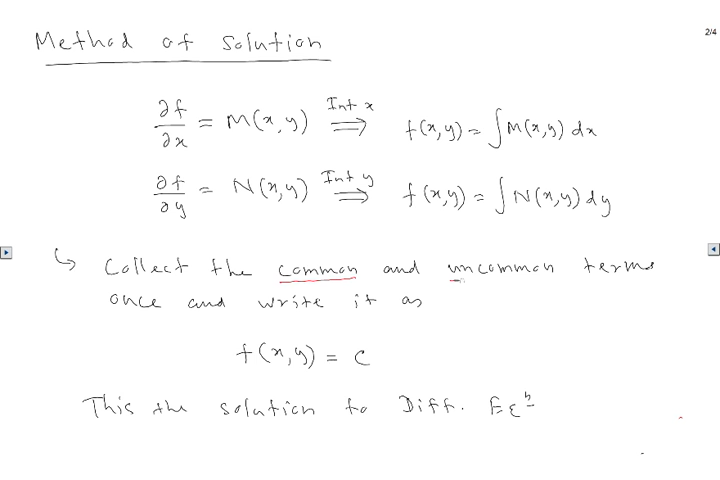 2/4
Method of Solution
∂f/∂x = M(x,y) Int x ⟹ f(x,y) = ∫M(x,y) dx
∂f/∂y = N(x,y) Int y ⟹ f(x,y) = ∫N(x,y) dy
↳ Collect the common and uncommon terms
once and write it as
f(x,y) = c
This the solution to Diff. Eqn